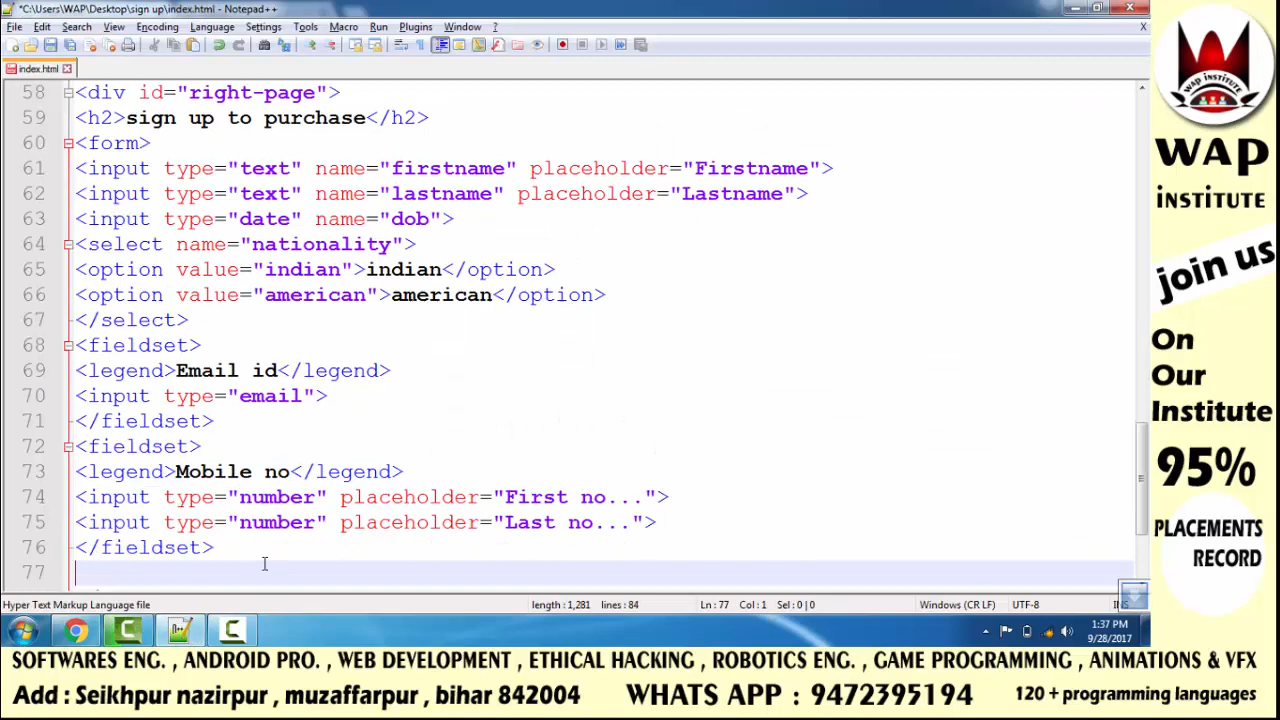 *C:\Users\WAP\Desktop\sign up\index.html - Notepad++
File Edit Search View Encoding Language Settings Tools Macro Run Plugins Window ? X
index.html
58 <div id="right-page">
59 <h2>sign up to purchase</h2>
60 <form>
61 <input type="text" name="firstname" placeholder="Firstname">
62 <input type="text" name="lastname" placeholder="Lastname">
63 <input type="date" name="dob">
64 <select name="nationality">
65 <option value="indian">indian</option>
66 <option value="american">american</option>
67 </select>
68 <fieldset>
69 <legend>Email id</legend>
70 <input type="email">
71 </fieldset>
72 <fieldset>
73 <legend>Mobile no</legend>
74 <input type="number" placeholder="First no...">
75 <input type="number" placeholder="Last no...">
76 </fieldset>
77
Hyper Text Markup Language file length : 1,281 lines : 84 Ln : 77 Col : 1 Sel : 0 | 0 Windows (CR LF) UTF-8
1:37 PM
9/28/2017
WAP INSTITUTE
WAP
INSTITUTE
join us
On
Our
Institute
95%
PLACEMENTS
RECORD
SOFTWARES ENG. , ANDROID PRO. , WEB DEVELOPMENT , ETHICAL HACKING , ROBOTICS ENG. , GAME PROGRAMMING , ANIMATIONS & VFX
Add : Seikhpur nazirpur , muzaffarpur , bihar 842004 WHATS APP : 9472395194 120 + programming languages